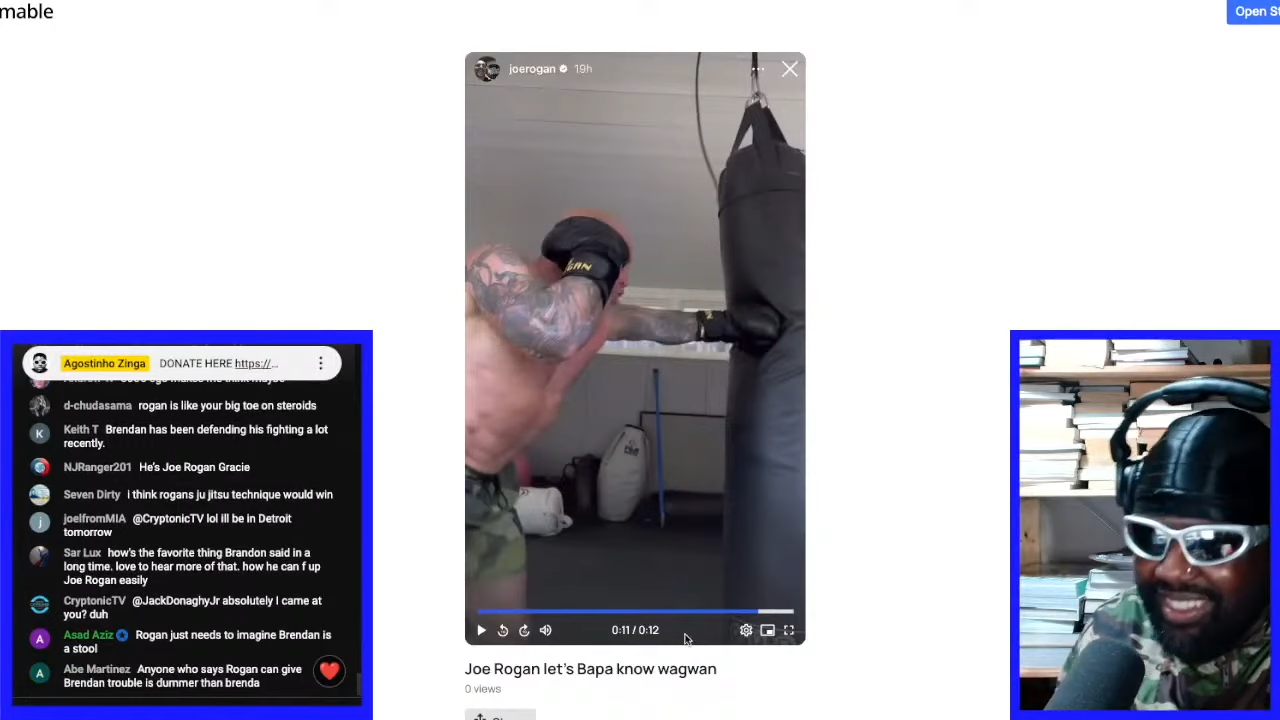 mable
Open St
joerogan 19h
GAN
0:11 / 0:12
Joe Rogan let's Bapa know wagwan
0 views
Agostinho Zinga DONATE HERE https://...
d-chudasama rogan is like your big toe on steroids
Keith T Brendan has been defending his fighting a lot
recently.
NJRanger201 He's Joe Rogan Gracie
Seven Dirty i think rogans ju jitsu technique would win
joelfromMIA @CryptonicTV lol ill be in Detroit
tomorrow
Sar Lux how's the favorite thing Brandon said in a
long time. love to hear more of that. how he can f up
Joe Rogan easily
CryptonicTV @JackDonaghyJr absolutely I came at
you? duh
Asad Aziz Rogan just needs to imagine Brendan is
a stool
Abe Martinez Anyone who says Rogan can give
Brendan trouble is dummer than brenda